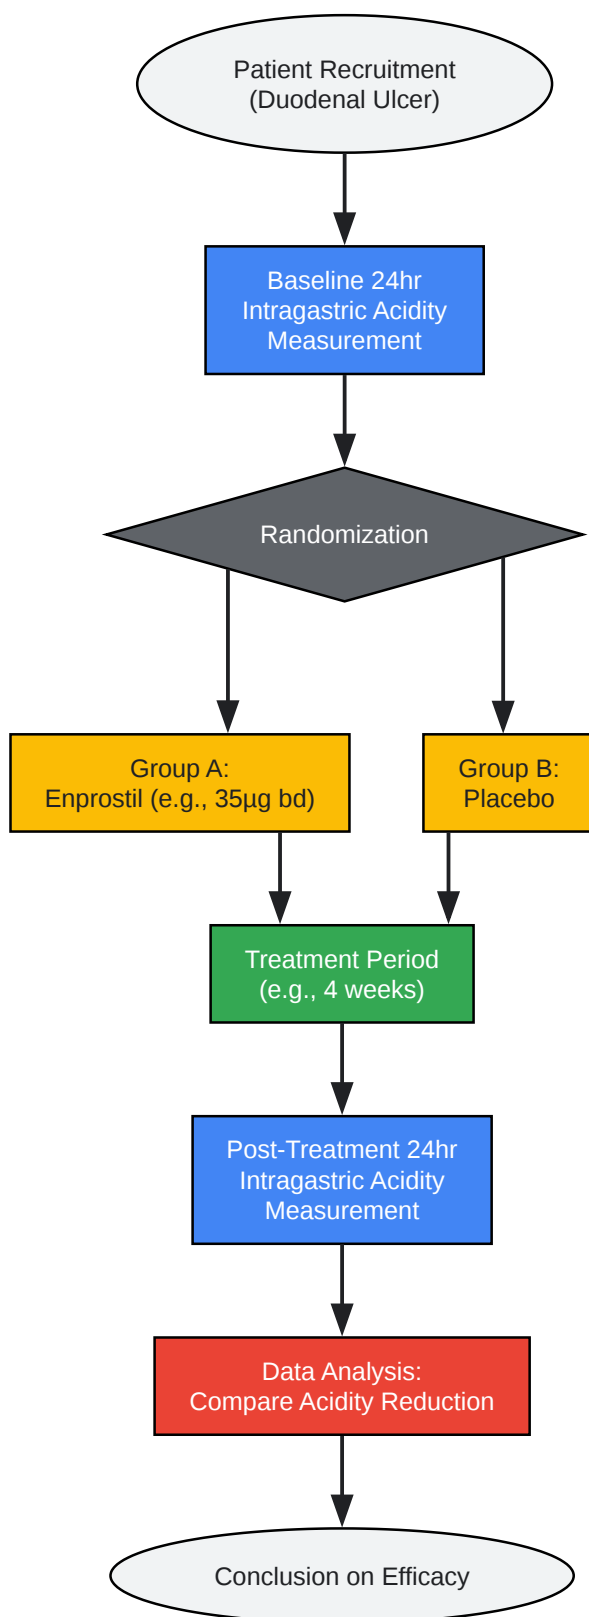 Patient Recruitment
(Duodenal Ulcer)
Baseline 24hr
Intragastric Acidity
Measurement
Randomization
Group A:
Enprostil (e.g., 35µg bd)
Group B:
Placebo
Treatment Period
(e.g., 4 weeks)
Post-Treatment 24hr
Intragastric Acidity
Measurement
Data Analysis:
Compare Acidity Reduction
Conclusion on Efficacy